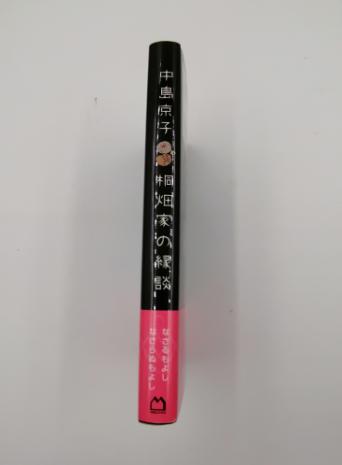 中島京子
桐畑家の縁談
なさるもよし
なさらぬもよし